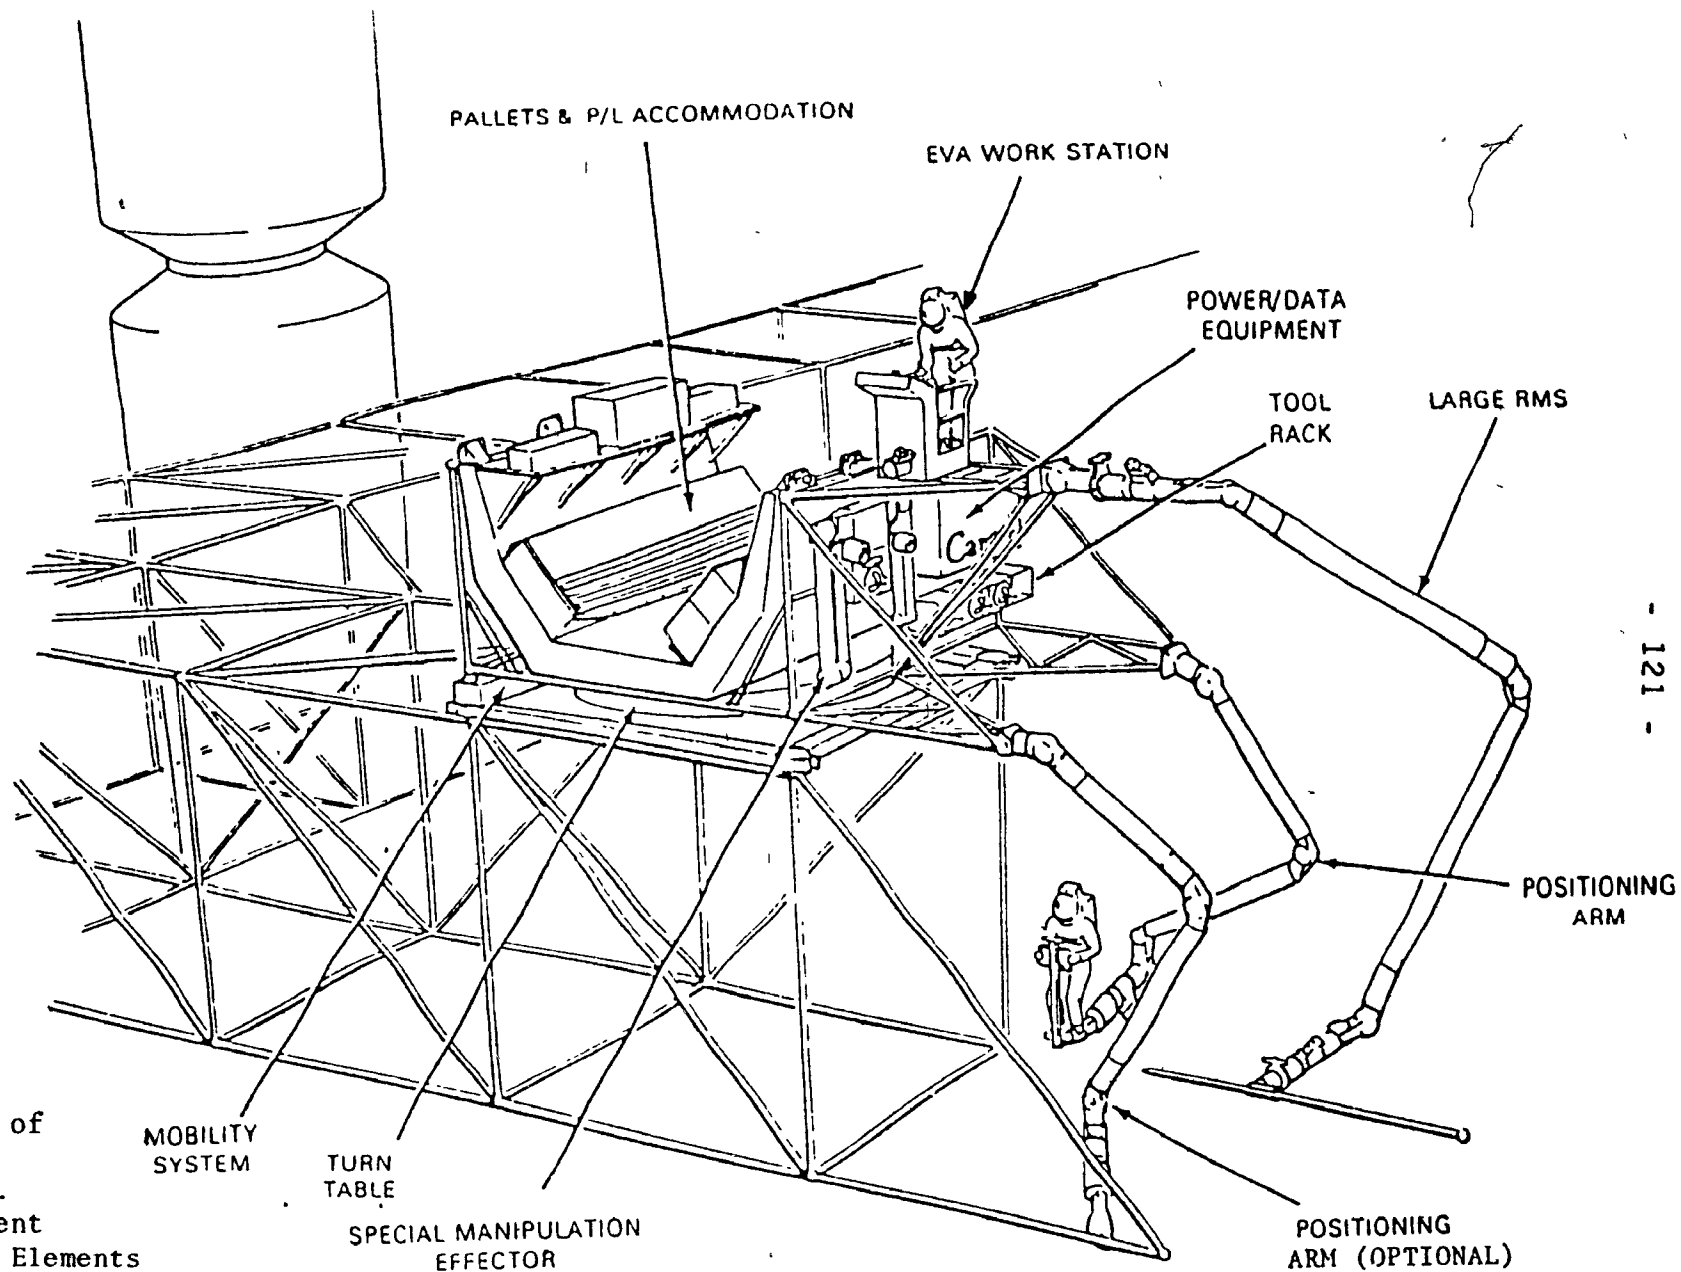 PALLETS & P/L ACCOMMODATION
EVA WORK STATION
POWER/DATA
EQUIPMENT
TOOL
RACK
LARGE RMS
- 121 -
POSITIONING
ARM
of
MOBILITY
SYSTEM
TURN
TABLE
SPECIAL MANIPULATION
EFFECTOR
POSITIONING
ARM (OPTIONAL)
ent
Elements